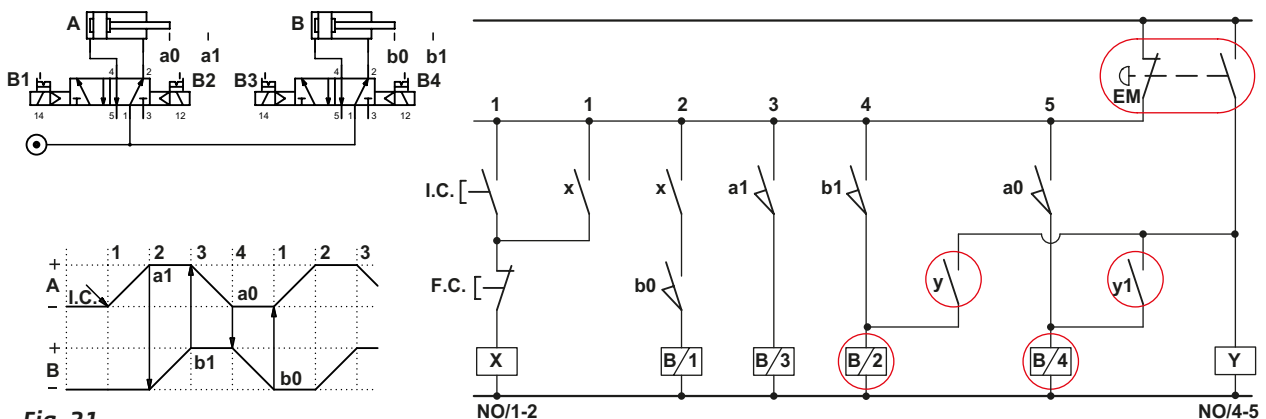 A
a0 a1
B
b0 b1
B1
4 2
B2
B3
4 2
B4
14
5 1 3
12
14
5 1 3
12
1 2 3 4 1 2 3
+
A
-
I.C.
a1
a0
+
B
-
b1
b0
Fig. 21
EM
1 1 2 3 4 5
I.C.
x
x
a1
b1
a0
F.C.
b0
y
y1
X
B/1
B/3
B/2
B/4
Y
NO/1-2
NO/4-5